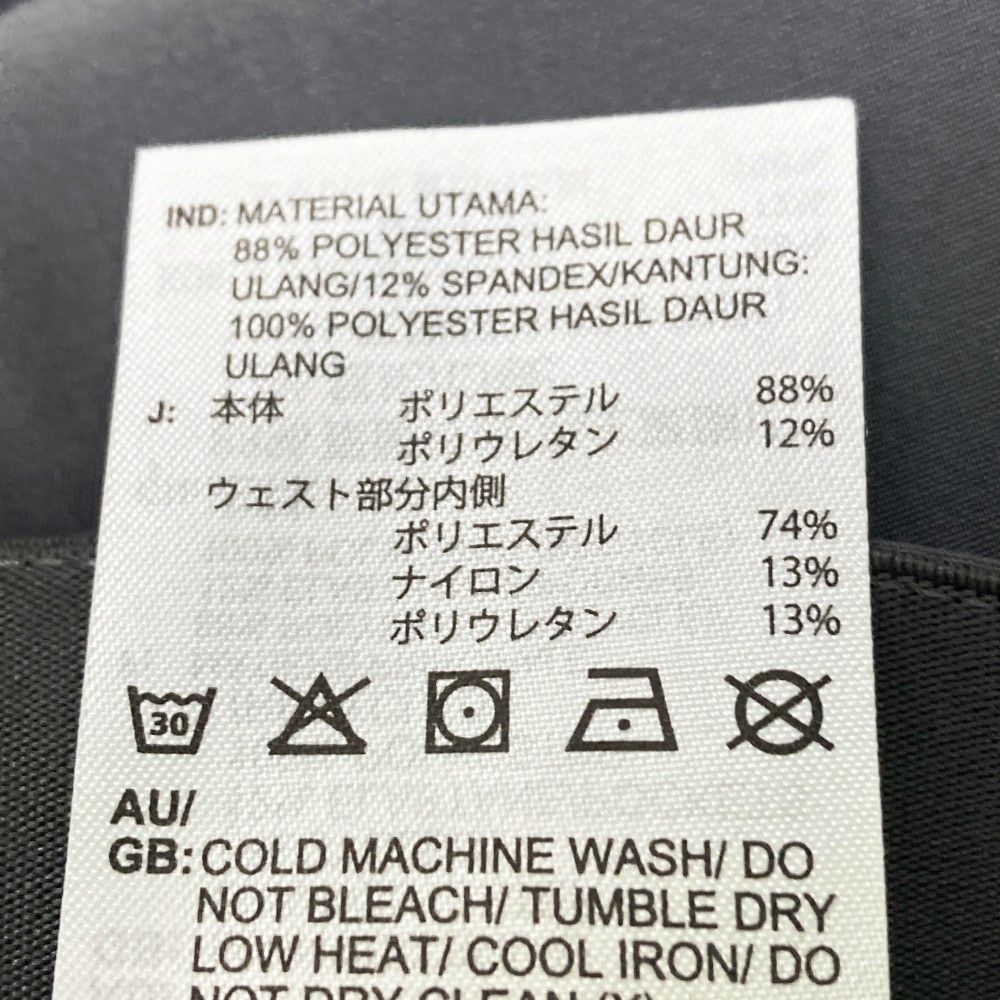 IND: MATERIAL UTAMA:
88% POLYESTER HASIL DAUR
ULANG/12% SPANDEX/KANTUNG:
100% POLYESTER HASIL DAUR
ULANG
J: 本体 ポリエステル 88%
ポリウレタン 12%
ウェスト部分内側
ポリエステル 74%
ナイロン 13%
ポリウレタン 13%
30
AU/
GB: COLD MACHINE WASH/ DO
NOT BLEACH/ TUMBLE DRY
LOW HEAT/ COOL IRON/ DO
NOT DRY CLEAN (X)